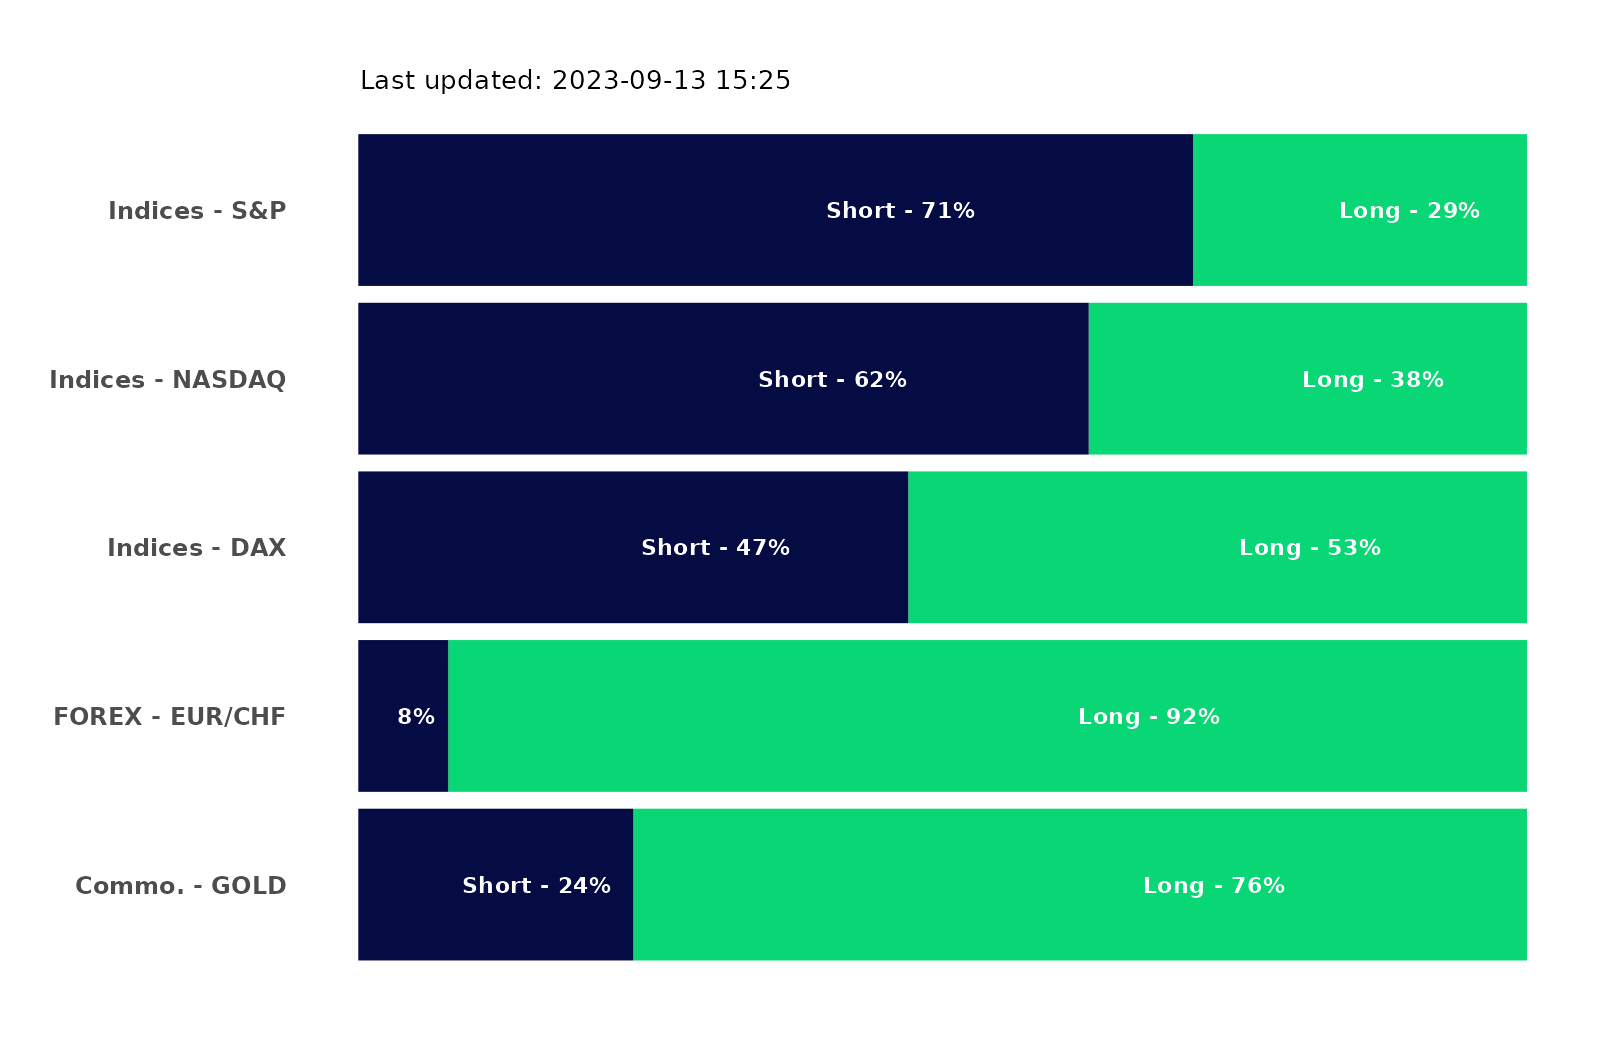 Last updated: 2023-09-13 15:25
Indices - S&P Short - 71% Long - 29%
Indices - NASDAQ Short - 62% Long - 38%
Indices - DAX Short - 47% Long - 53%
FOREX - EUR/CHF 8% Long - 92%
Commo. - GOLD Short - 24% Long - 76%